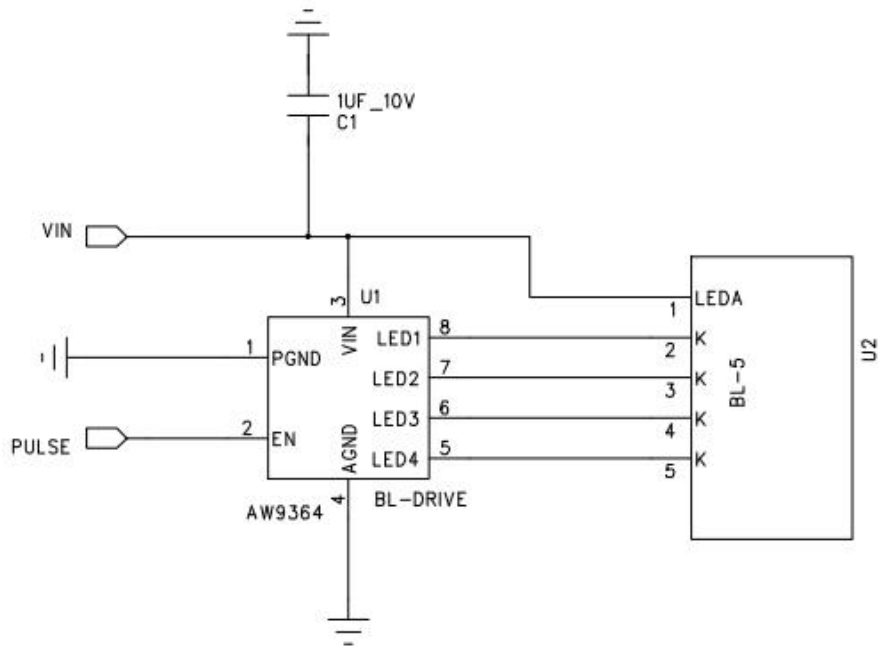 1UF_10V
C1
VIN
3
U1
VIN
1
PGND
LED1
8
LED2
7
LED3
6
LED4
5
PULSE
2
EN
AGND
4
AW9364
BL-DRIVE
LEDA
1
K
2
K
3
K
4
K
5
BL-5
U2